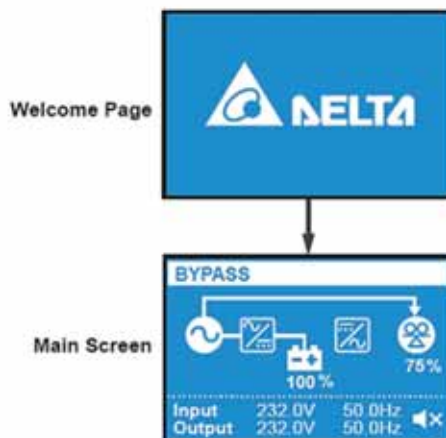 Welcome Page
DELTA
Main Screen
BYPASS
75%
100%
Input 232.0V 50.0Hz
Output 232.0V 50.0Hz